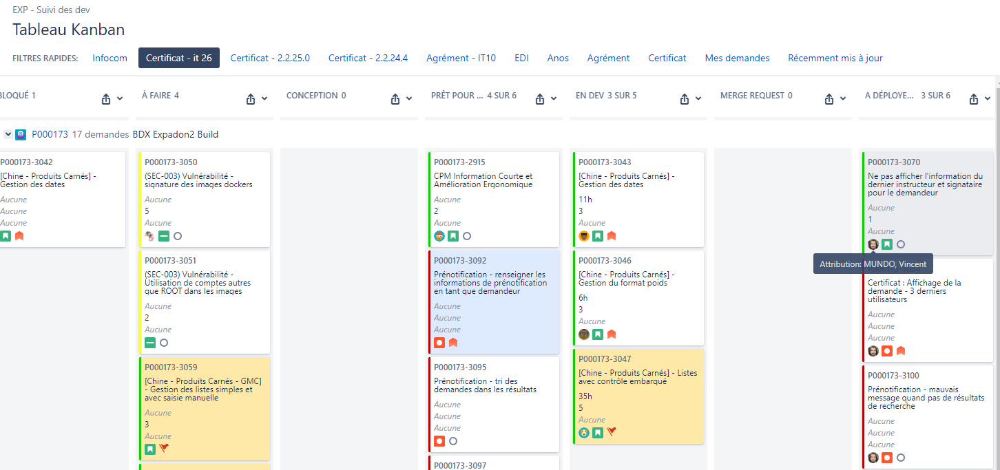 EXP - Suivi des dev
Tableau Kanban
FILTRES RAPIDES: Infocom Certificat - it 26 Certificat - 2.2.25.0 Certificat - 2.2.24.4 Agrément - IT10 EDI Anos Agrément Certificat Mes demandes Récemment mis à jour
BLOQUÉ 1
À FAIRE 4
CONCEPTION 0
PRÊT POUR ... 4 SUR 6
EN DEV 3 SUR 5
MERGE REQUEST 0
A DÉPLOYE... 3 SUR 6
P000173 17 demandes BDX Expadon2 Build
P000173-3042
[Chine - Produits Carnés] -
Gestion des dates
Aucune
Aucune
Aucune
P000173-3050
(SEC-003) Vulnérabilité -
signature des images dockers
Aucune
5
Aucune
P000173-3051
(SEC-003) Vulnérabilité -
Utilisation de comptes autres
que ROOT dans les images
Aucune
2
Aucune
P000173-3059
[Chine - Produits Carnés - GMC]
- Gestion des listes simples et
avec saisie manuelle
Aucune
3
Aucune
P000173-2915
CPM Information Courte et
Amélioration Ergonomique
Aucune
2
Aucune
P000173-3092
Prénotification - renseigner les
informations de prénotification
en tant que demandeur
Aucune
Aucune
Aucune
P000173-3095
Prénotification - tri des
demandes dans les résultats
Aucune
Aucune
Aucune
P000173-3097
P000173-3043
[Chine - Produits Carnés] -
Gestion des dates
11h
3
Aucune
P000173-3046
[Chine - Produits Carnés] -
Gestion du format poids
6h
3
Aucune
P000173-3047
[Chine - Produits Carnés] - Listes
avec contrôle embarqué
35h
5
Aucune
P000173-3070
Ne pas afficher l'information du
dernier instructeur et signataire
pour le demandeur
Aucune
1
Aucune
Attribution: MUNDO, Vincent
Certificat : Affichage de la
demande - 3 derniers
utilisateurs
Aucune
Aucune
Aucune
P000173-3100
Prénotification - mauvais
message quand pas de résultats
de recherche
Aucune
Aucune
Aucune